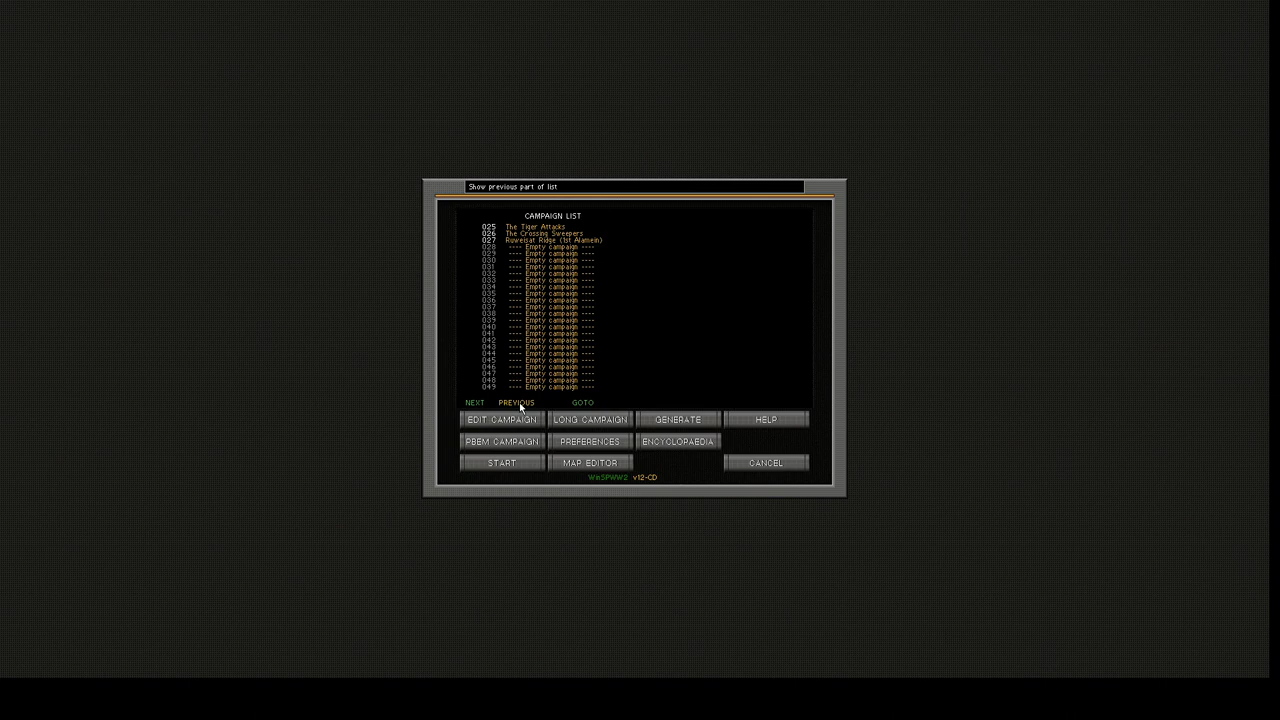 Show previous part of list
CAMPAIGN LIST
025 The Tiger Attacks
026 The Crossing Sweepers
027 Ruweisat Ridge (1st Alamein)
028 ---- Empty campaign ----
029 ---- Empty campaign ----
030 ---- Empty campaign ----
031 ---- Empty campaign ----
032 ---- Empty campaign ----
033 ---- Empty campaign ----
034 ---- Empty campaign ----
035 ---- Empty campaign ----
036 ---- Empty campaign ----
037 ---- Empty campaign ----
038 ---- Empty campaign ----
039 ---- Empty campaign ----
040 ---- Empty campaign ----
041 ---- Empty campaign ----
042 ---- Empty campaign ----
043 ---- Empty campaign ----
044 ---- Empty campaign ----
045 ---- Empty campaign ----
046 ---- Empty campaign ----
047 ---- Empty campaign ----
048 ---- Empty campaign ----
049 ---- Empty campaign ----
NEXT PREVIOUS GOTO
EDIT CAMPAIGN LONG CAMPAIGN GENERATE HELP
PBEM CAMPAIGN PREFERENCES ENCYCLOPAEDIA
START MAP EDITOR CANCEL
WinSPWW2 v12-CD